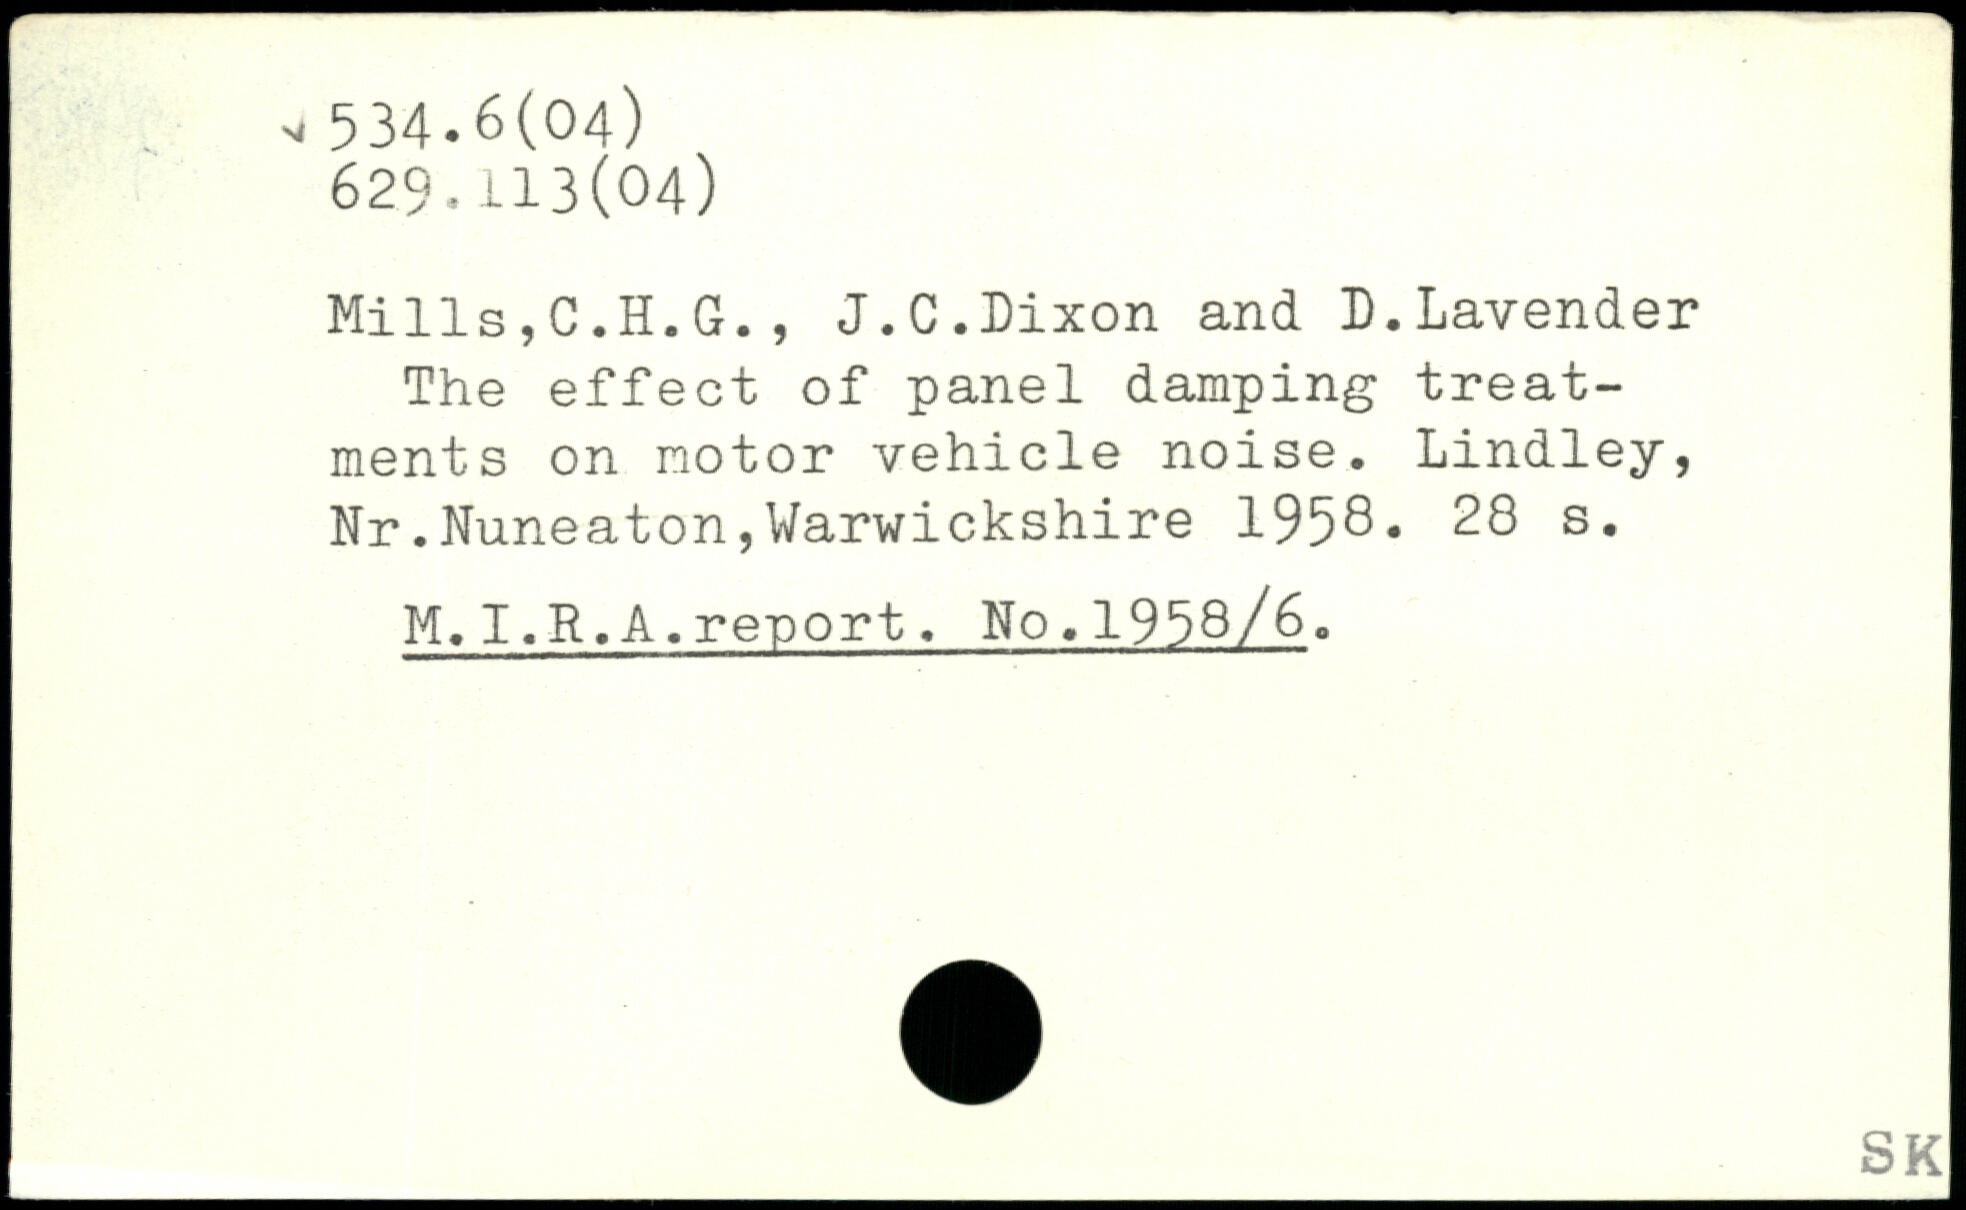 534.6(04)
629.113(04)
Mills,C.H.G., J.C.Dixon and D.Lavender
The effect of panel damping treat-
ments on motor vehicle noise. Lindley,
Nr.Nuneaton,Warwickshire 1958. 28 s.
M.I.R.A.report. No.1958/6.
SK